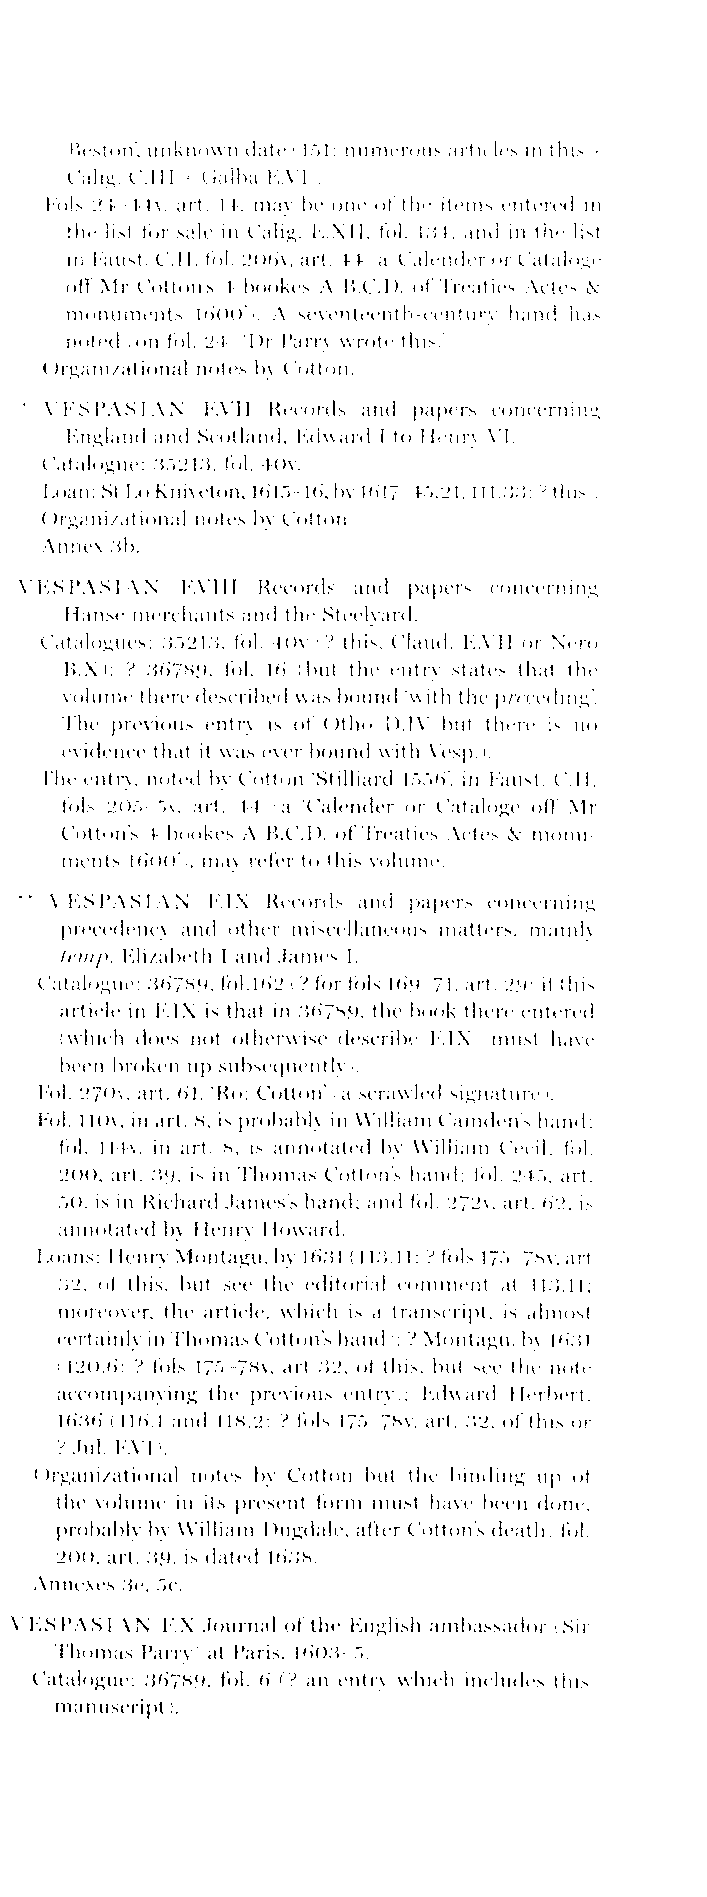 Beston', unknown date (151: numerous articles in this +
Calig. C.III + Galba E.VI).
Fols 24–44v, art. 14, may be one of the items entered in
the list for sale in Calig. E.XII, fol. 134, and in the list
in Faust. C.II, fol. 206v, art. 44 (a 'Calender or Cataloge
off Mr Cotton's 4 bookes A B.C.D. of Treaties Actes &
monuments 1600'). A seventeenth-century hand has
noted (on fol. 24) 'Dr Parry wrote this.'
Organizational notes by Cotton.
* VESPASIAN F.VII Records and papers concerning
England and Scotland, Edward I to Henry VI.
Catalogue: 35213, fol. 40v.
Loan: St Lo Kniveton, 1615–16, by 1617 (45.21, 111.33: ? this).
Organizational notes by Cotton
Annex 3b.
VESPASIAN F.VIII Records and papers concerning
Hanse merchants and the Steelyard.
Catalogues: 35213, fol. 40v (? this, Claud. E.VII or Nero
B.X); ? 36789, fol. 16 (but the entry states that the
volume there described was bound 'with the preceding'.
The previous entry is of Otho D.IV but there is no
evidence that it was ever bound with Vesp.).
The entry, noted by Cotton 'Stilliard 1556', in Faust. C.II,
fols 205–5v, art. 44 (a 'Calender or Cataloge off Mr
Cotton's 4 bookes A B.C.D. of Treaties Actes & monu-
ments 1600'), may refer to this volume.
** VESPASIAN F.IX Records and papers concerning
precedency and other miscellaneous matters, mainly
temp. Elizabeth I and James I.
Catalogue: 36789, fol.162 (? for fols 169–71, art. 29: if this
article in F.IX is that in 36789, the book there entered
(which does not otherwise describe F.IX) must have
been broken up subsequently).
Fol. 270v, art. 61, 'Ro: Cotton' (a scrawled signature).
Fol. 110v, in art. 8, is probably in William Camden's hand;
fol. 114v, in art. 8, is annotated by William Cecil, fol.
200, art. 39, is in Thomas Cotton's hand; fol. 245, art.
50, is in Richard James's hand; and fol. 272v, art. 62, is
annotated by Henry Howard.
Loans: Henry Montagu, by 1631 (113.11: ? fols 175–78v, art
32, of this, but see the editorial comment at 113.11;
moreover, the article, which is a transcript, is almost
certainly in Thomas Cotton's hand); ? Montagu, by 1631
(120.6: ? fols 175–78v, art 32, of this, but see the note
accompanying the previous entry.; Edward Herbert,
1636 (116.1 and 118.2: ? fols 175–78v, art. 32, of this or
? Jul. F.VI).
Organizational notes by Cotton but the binding up of
the volume in its present form must have been done,
probably by William Dugdale, after Cotton's death. fol.
200, art. 39, is dated 1638.
Annexes 3e, 5c.
VESPASIAN F.X Journal of the English ambassador (Sir
Thomas Parry) at Paris, 1603–5.
Catalogue: 36789, fol. 6 (? an entry which includes this
manuscript).